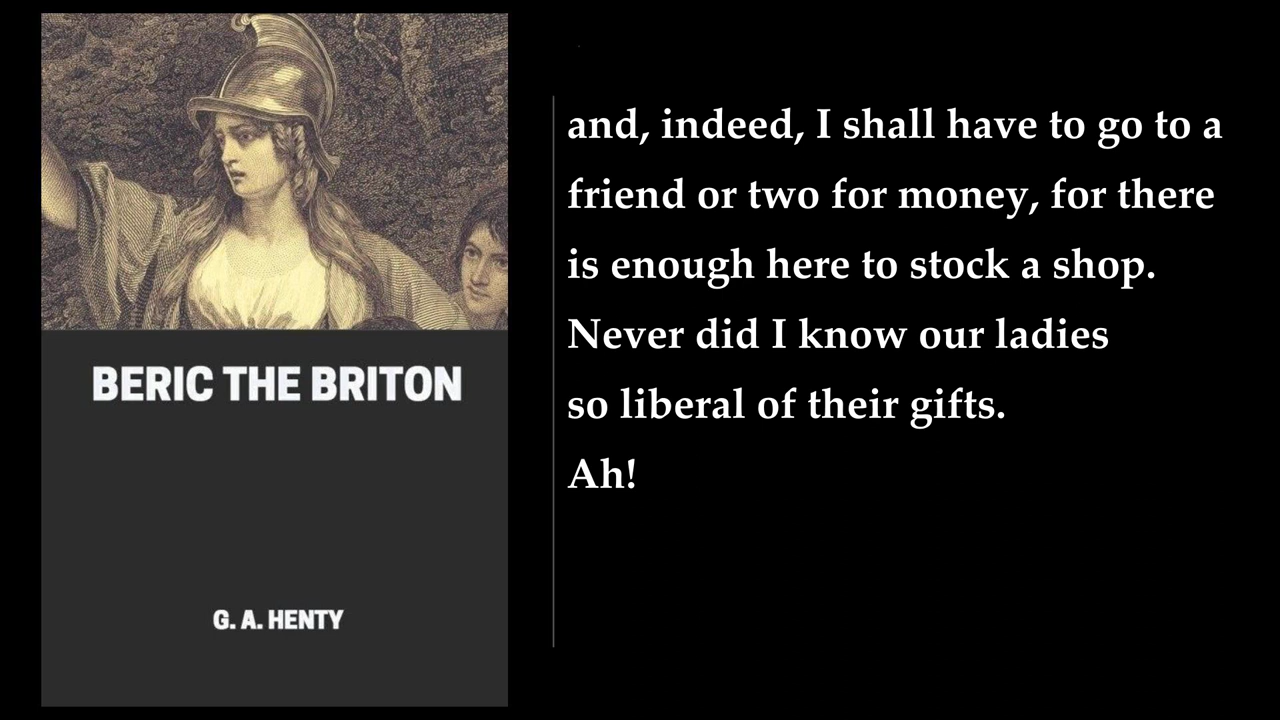 BERIC THE BRITON
G. A. HENTY
and, indeed, I shall have to go to a
friend or two for money, for there
is enough here to stock a shop.
Never did I know our ladies
so liberal of their gifts.
Ah!